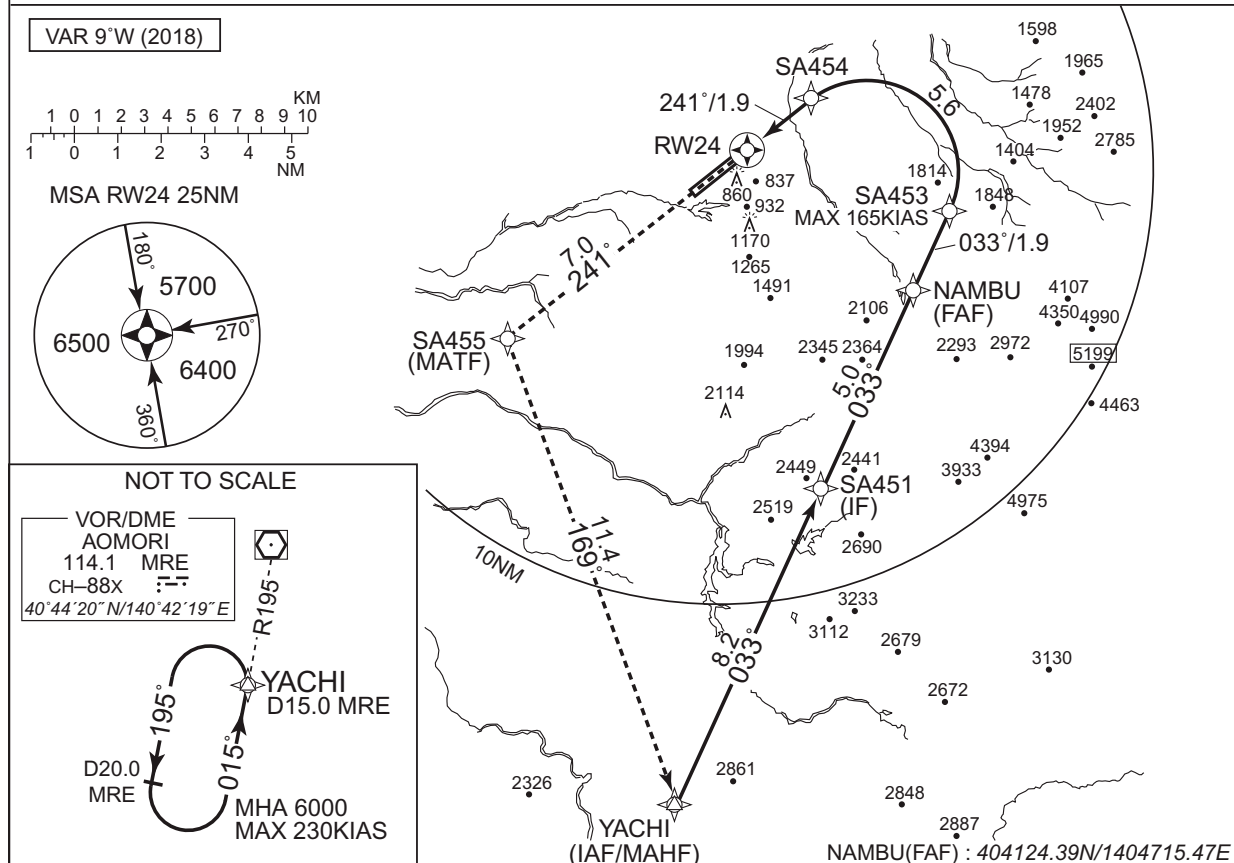 VAR 9°W (2018)
KM
1 0 1 2 3 4 5 6 7 8 9 10
1 0 1 2 3 4 5
NM
MSA RW24 25NM
180°
5700
270°
6500
6400
360°
NOT TO SCALE
VOR/DME
AOMORI
114.1 MRE
CH–88X
40°44´20˝N/140°42´19˝E
R195
YACHI
D15.0 MRE
195°
015°
D20.0
MRE
MHA 6000
MAX 230KIAS
1598
1965
SA454
1478
2402
241°/1.9
5.6
1952
2785
RW24
1404
837
1814
860
932
SA453
MAX 165KIAS
1848
1170
033°/1.9
1265
7.0
241°
1491
NAMBU
(FAF)
4107
2106
4350
4990
SA455
(MATF)
1994
2345
2364
2293
2972
5199
5.0
033°
2114
4463
4394
2449
2441
3933
SA451
(IF)
2519
4975
11.4
169°
2690
10NM
3233
3112
8.2
033°
2679
3130
2672
2326
2861
2848
YACHI
(IAF/MAHF)
2887
NAMBU(FAF) : 404124.39N/1404715.47E